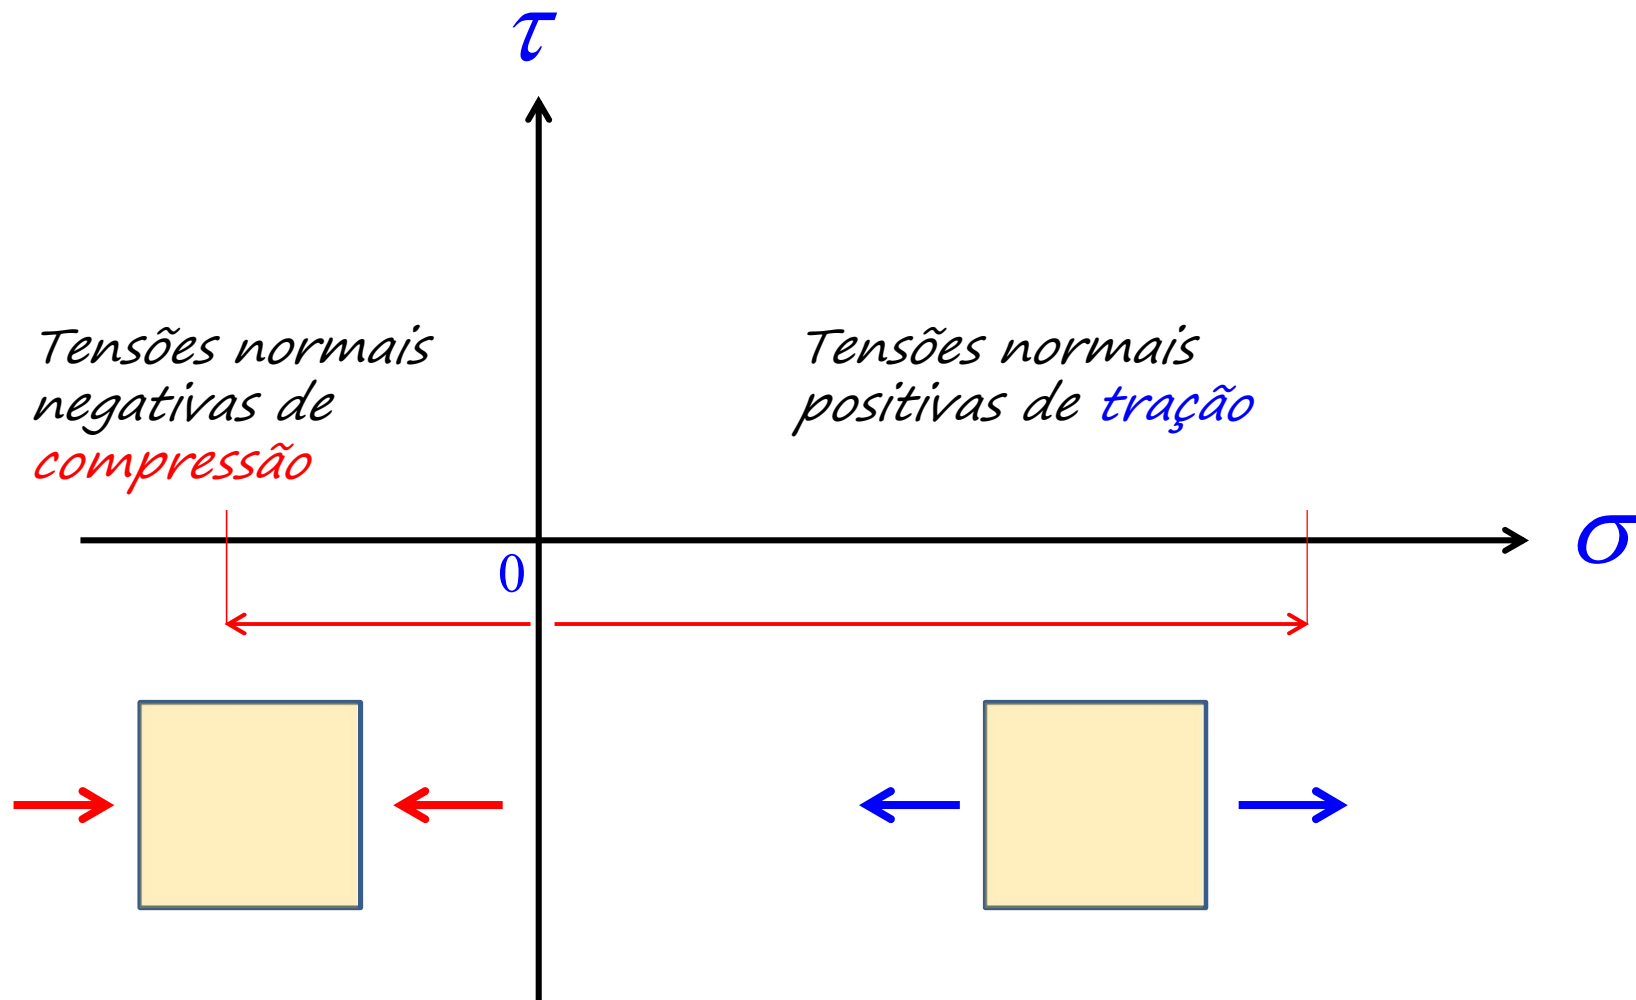 τ
Tensões normais
negativas de
compressão
Tensões normais
positivas de tração
σ
0